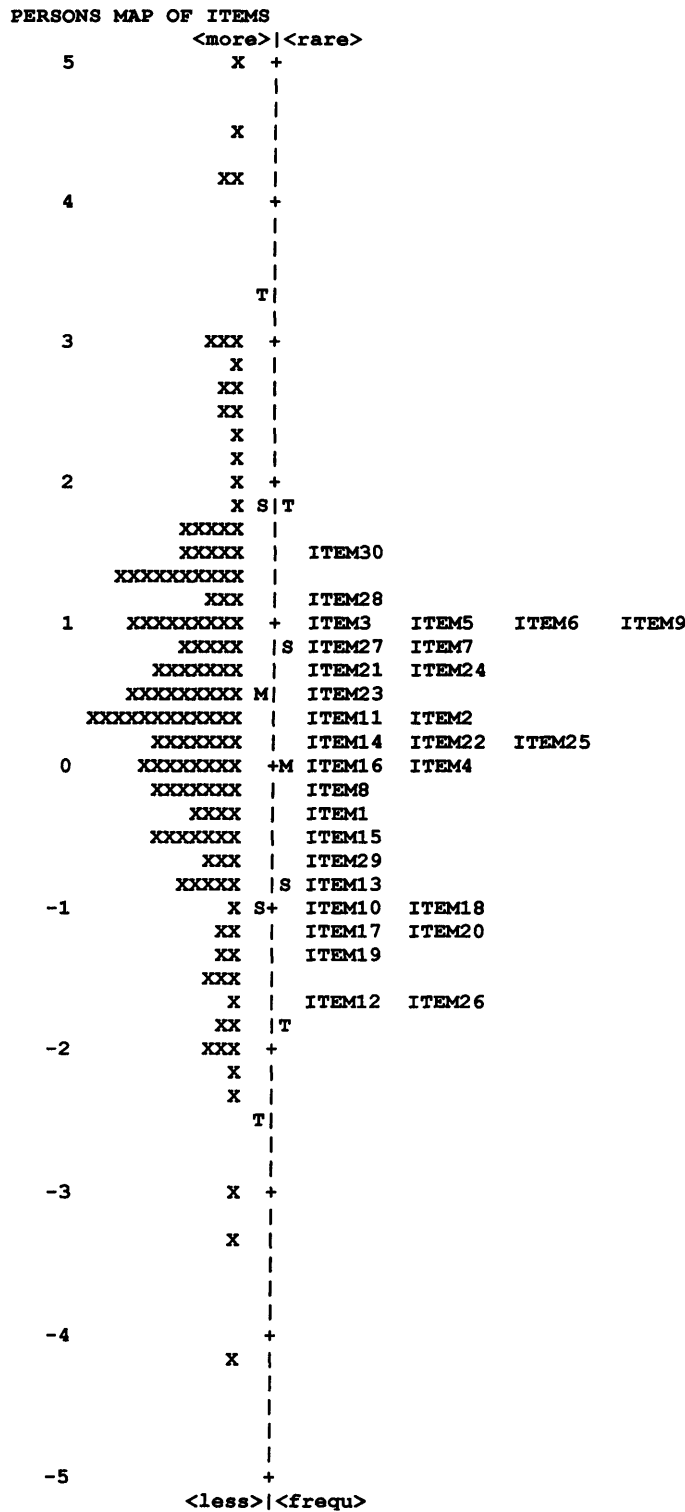 PERSONS MAP OF ITEMS
<more>|<rare>
5 X +
|
|
X |
|
XX |
4 +
|
|
|
T|
|
3 XXX +
X |
XX |
XX |
X |
X |
2 X +
X S|T
XXXXX |
XXXXX | ITEM30
XXXXXXXXXX |
XXX | ITEM28
1 XXXXXXXXX + ITEM3 ITEM5 ITEM6 ITEM9
XXXXX |S ITEM27 ITEM7
XXXXXXX | ITEM21 ITEM24
XXXXXXXXX M| ITEM23
XXXXXXXXXXXX | ITEM11 ITEM2
XXXXXXX | ITEM14 ITEM22 ITEM25
0 XXXXXXXX +M ITEM16 ITEM4
XXXXXXX | ITEM8
XXXX | ITEM1
XXXXXXX | ITEM15
XXX | ITEM29
XXXXX |S ITEM13
-1 X S+ ITEM10 ITEM18
XX | ITEM17 ITEM20
XX | ITEM19
XXX |
X | ITEM12 ITEM26
XX |T
-2 XXX +
X |
X |
T|
|
|
-3 X +
|
X |
|
|
|
-4 +
X |
|
|
|
|
-5 +
<less>|<frequ>